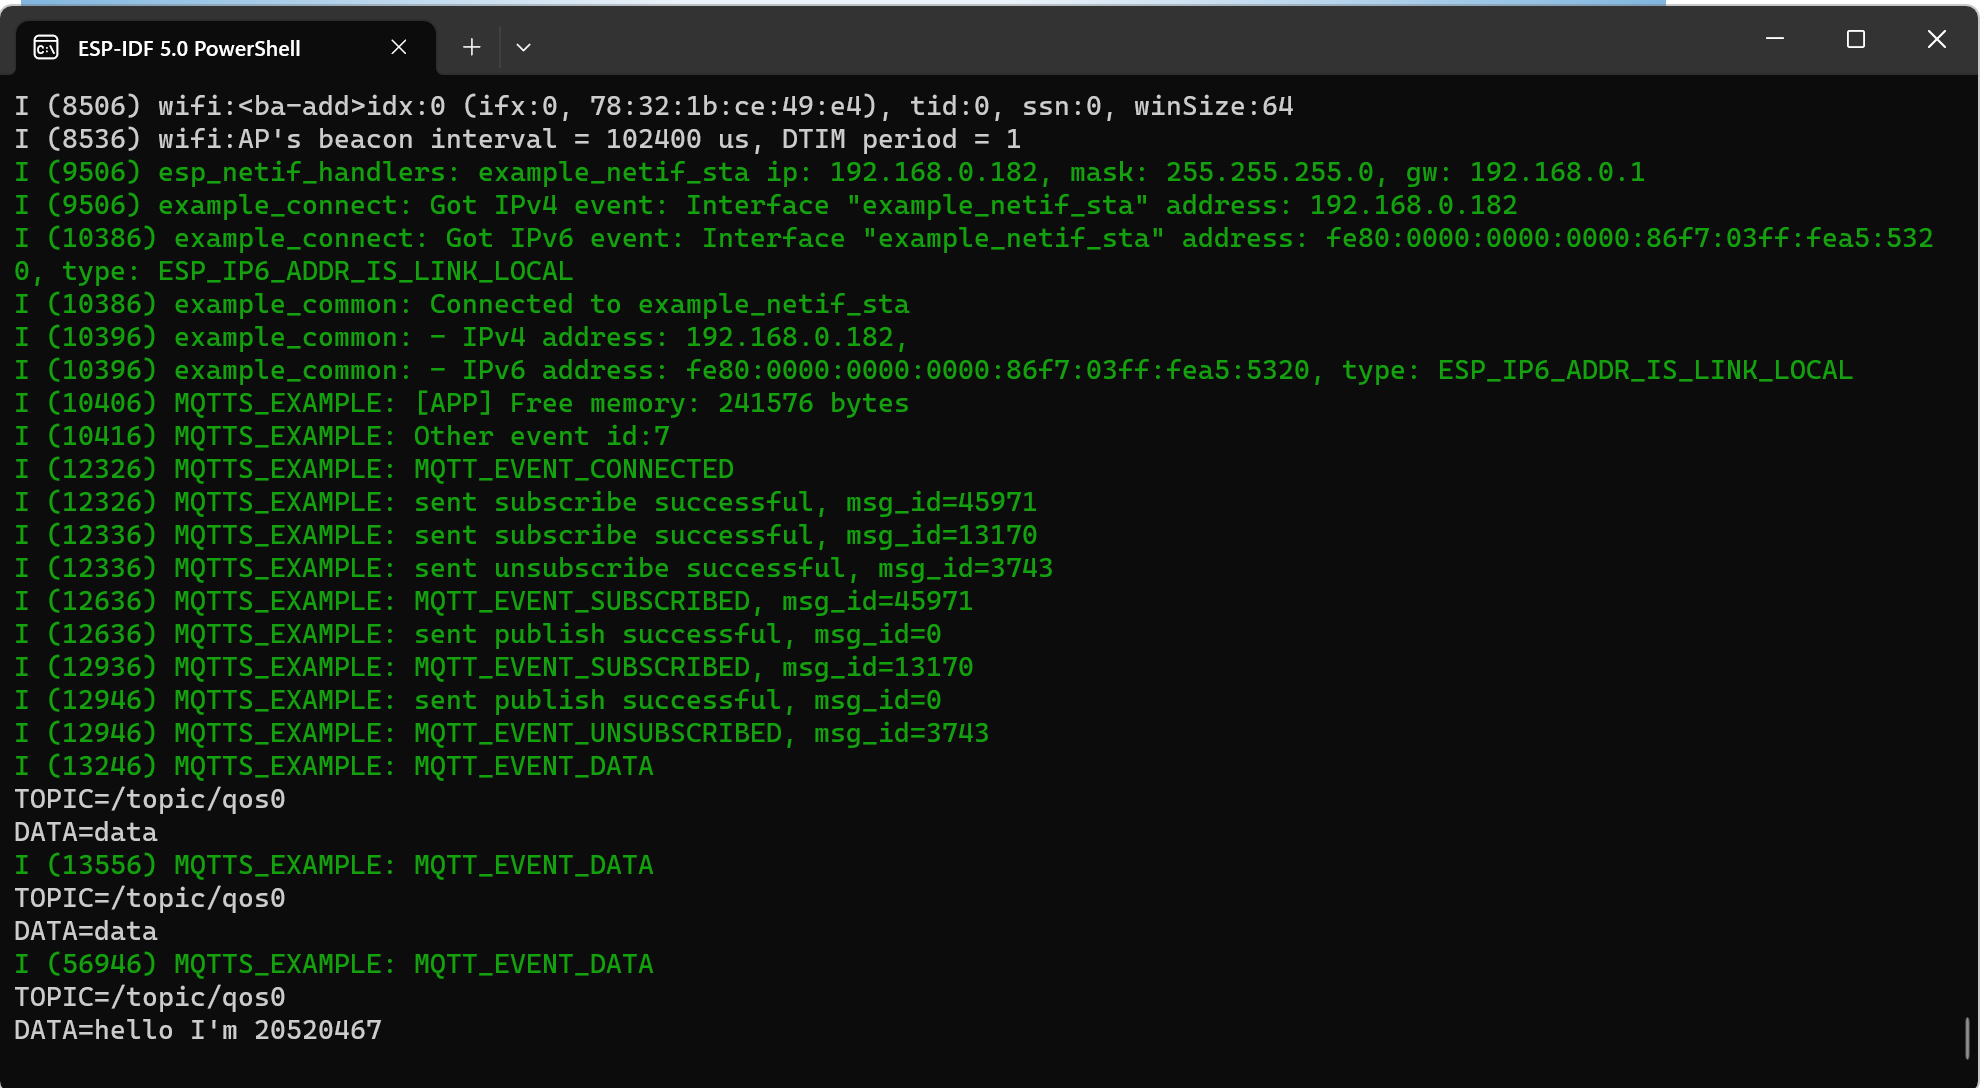 ESP-IDF 5.0 PowerShell
I (8506) wifi:<ba-add>idx:0 (ifx:0, 78:32:1b:ce:49:e4), tid:0, ssn:0, winSize:64
I (8536) wifi:AP's beacon interval = 102400 us, DTIM period = 1
I (9506) esp_netif_handlers: example_netif_sta ip: 192.168.0.182, mask: 255.255.255.0, gw: 192.168.0.1
I (9506) example_connect: Got IPv4 event: Interface "example_netif_sta" address: 192.168.0.182
I (10386) example_connect: Got IPv6 event: Interface "example_netif_sta" address: fe80:0000:0000:0000:86f7:03ff:fea5:532
0, type: ESP_IP6_ADDR_IS_LINK_LOCAL
I (10386) example_common: Connected to example_netif_sta
I (10396) example_common: - IPv4 address: 192.168.0.182,
I (10396) example_common: - IPv6 address: fe80:0000:0000:0000:86f7:03ff:fea5:5320, type: ESP_IP6_ADDR_IS_LINK_LOCAL
I (10406) MQTTS_EXAMPLE: [APP] Free memory: 241576 bytes
I (10416) MQTTS_EXAMPLE: Other event id:7
I (12326) MQTTS_EXAMPLE: MQTT_EVENT_CONNECTED
I (12326) MQTTS_EXAMPLE: sent subscribe successful, msg_id=45971
I (12336) MQTTS_EXAMPLE: sent subscribe successful, msg_id=13170
I (12336) MQTTS_EXAMPLE: sent unsubscribe successful, msg_id=3743
I (12636) MQTTS_EXAMPLE: MQTT_EVENT_SUBSCRIBED, msg_id=45971
I (12636) MQTTS_EXAMPLE: sent publish successful, msg_id=0
I (12936) MQTTS_EXAMPLE: MQTT_EVENT_SUBSCRIBED, msg_id=13170
I (12946) MQTTS_EXAMPLE: sent publish successful, msg_id=0
I (12946) MQTTS_EXAMPLE: MQTT_EVENT_UNSUBSCRIBED, msg_id=3743
I (13246) MQTTS_EXAMPLE: MQTT_EVENT_DATA
TOPIC=/topic/qos0
DATA=data
I (13556) MQTTS_EXAMPLE: MQTT_EVENT_DATA
TOPIC=/topic/qos0
DATA=data
I (56946) MQTTS_EXAMPLE: MQTT_EVENT_DATA
TOPIC=/topic/qos0
DATA=hello I'm 20520467